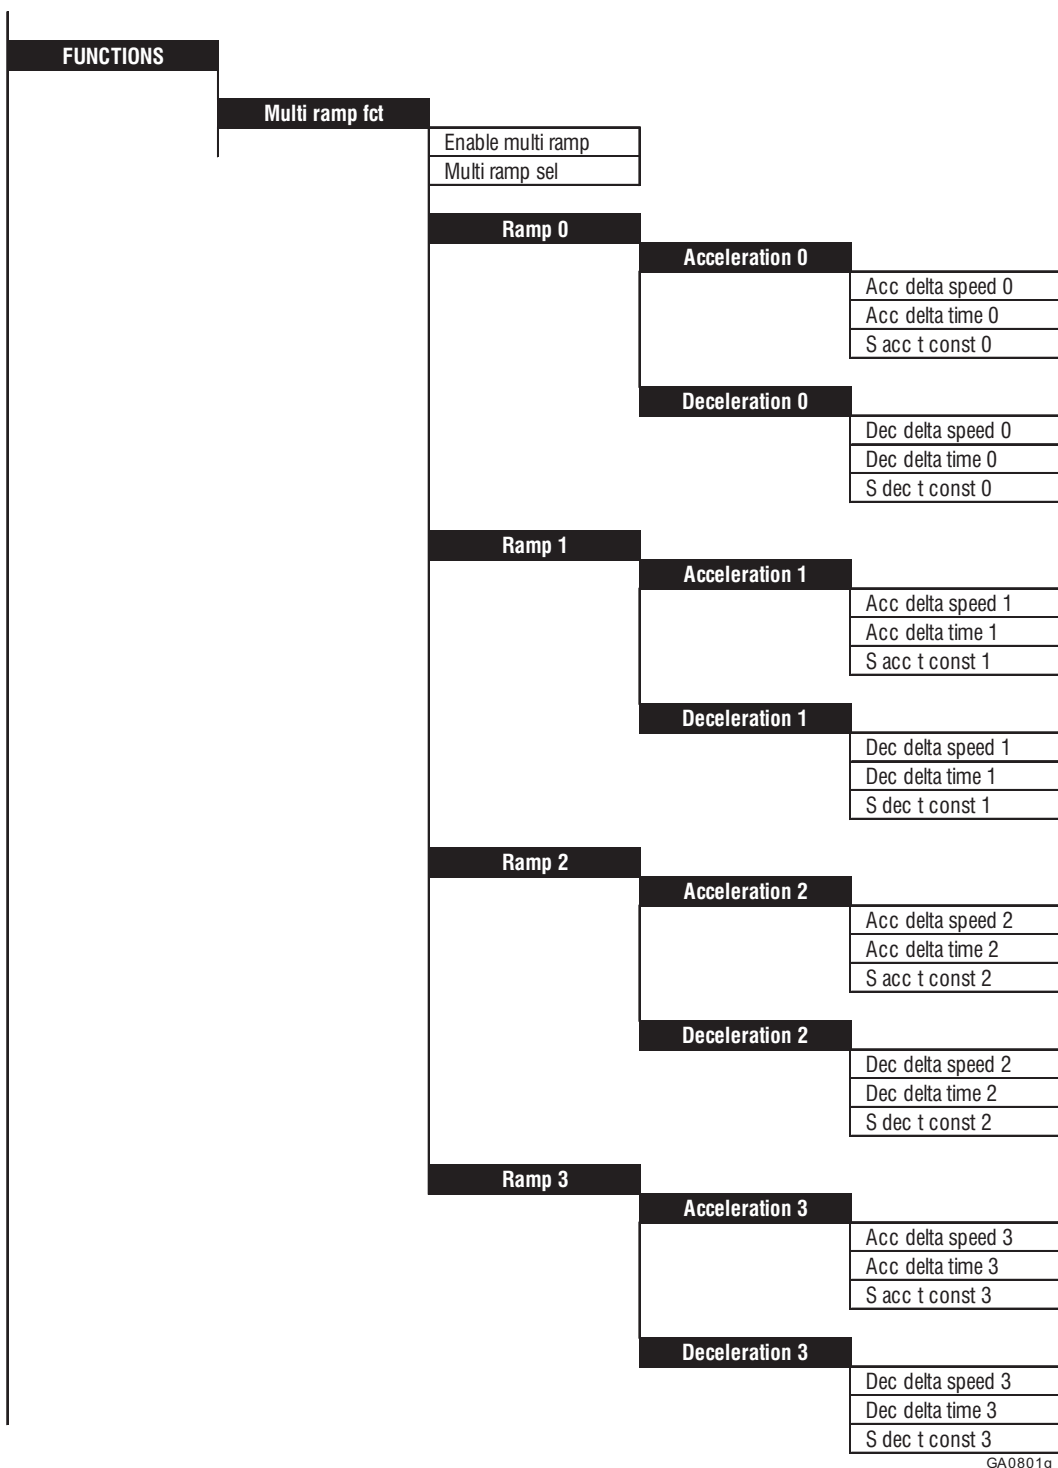 FUNCTIONS
Multi ramp fct
Enable multi ramp
Multi ramp sel
Ramp 0
Acceleration 0
Acc delta speed 0
Acc delta time 0
S acc t const 0
Deceleration 0
Dec delta speed 0
Dec delta time 0
S dec t const 0
Ramp 1
Acceleration 1
Acc delta speed 1
Acc delta time 1
S acc t const 1
Deceleration 1
Dec delta speed 1
Dec delta time 1
S dec t const 1
Ramp 2
Acceleration 2
Acc delta speed 2
Acc delta time 2
S acc t const 2
Deceleration 2
Dec delta speed 2
Dec delta time 2
S dec t const 2
Ramp 3
Acceleration 3
Acc delta speed 3
Acc delta time 3
S acc t const 3
Deceleration 3
Dec delta speed 3
Dec delta time 3
S dec t const 3
GA0801g